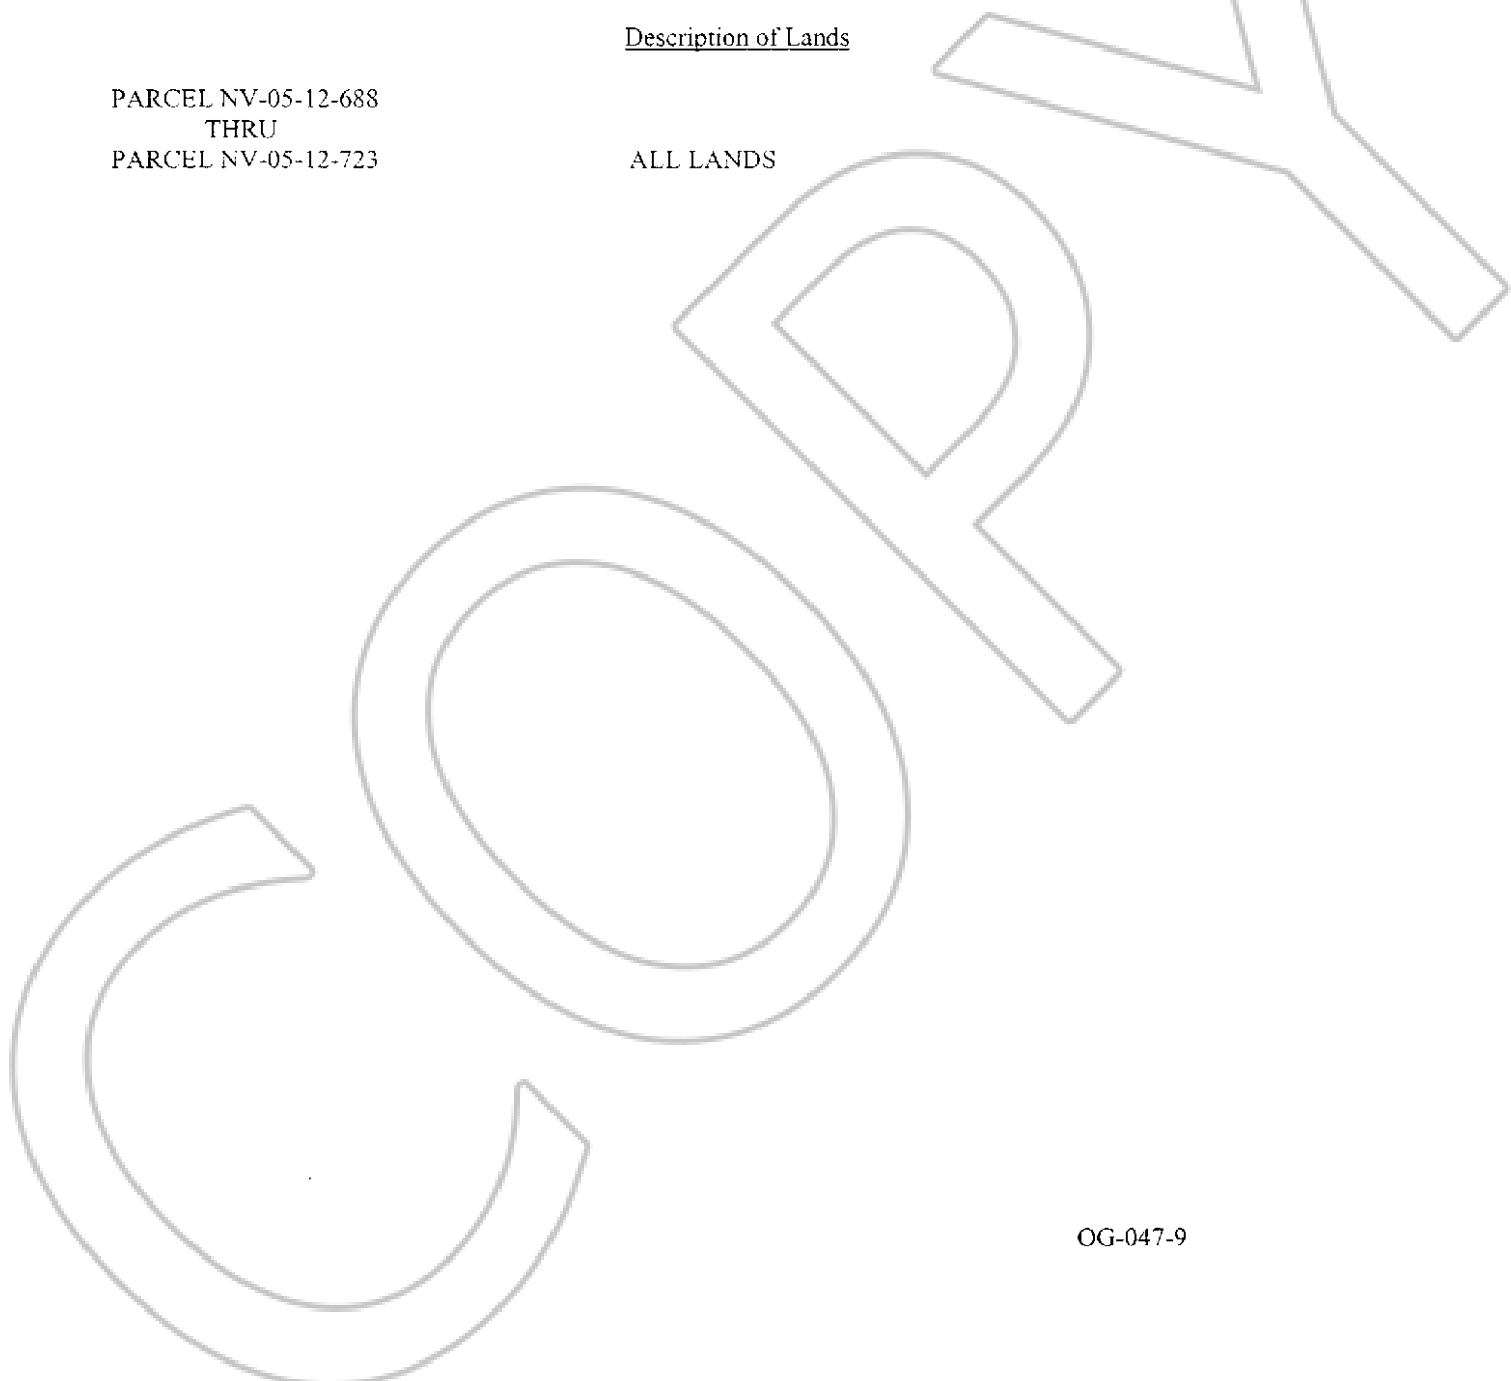 Description of Lands
PARCEL NV-05-12-688
THRU
PARCEL NV-05-12-723 ALL LANDS
COPY
OG-047-9